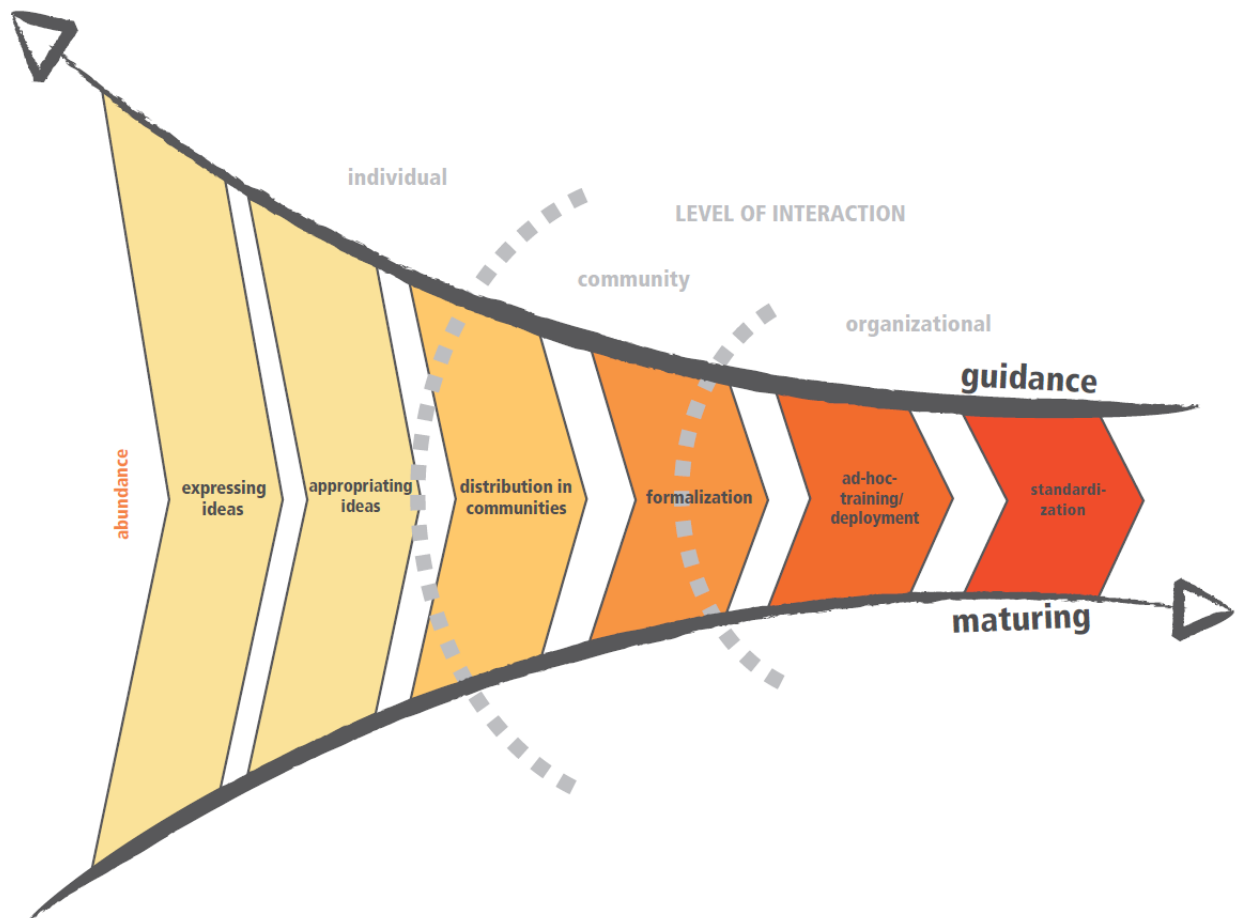 individual
LEVEL OF INTERACTION
community
organizational
guidance
abundance
expressing
ideas
appropriating
ideas
distribution in
communities
formalization
ad-hoc-
training/
deployment
standardi-
zation
maturing